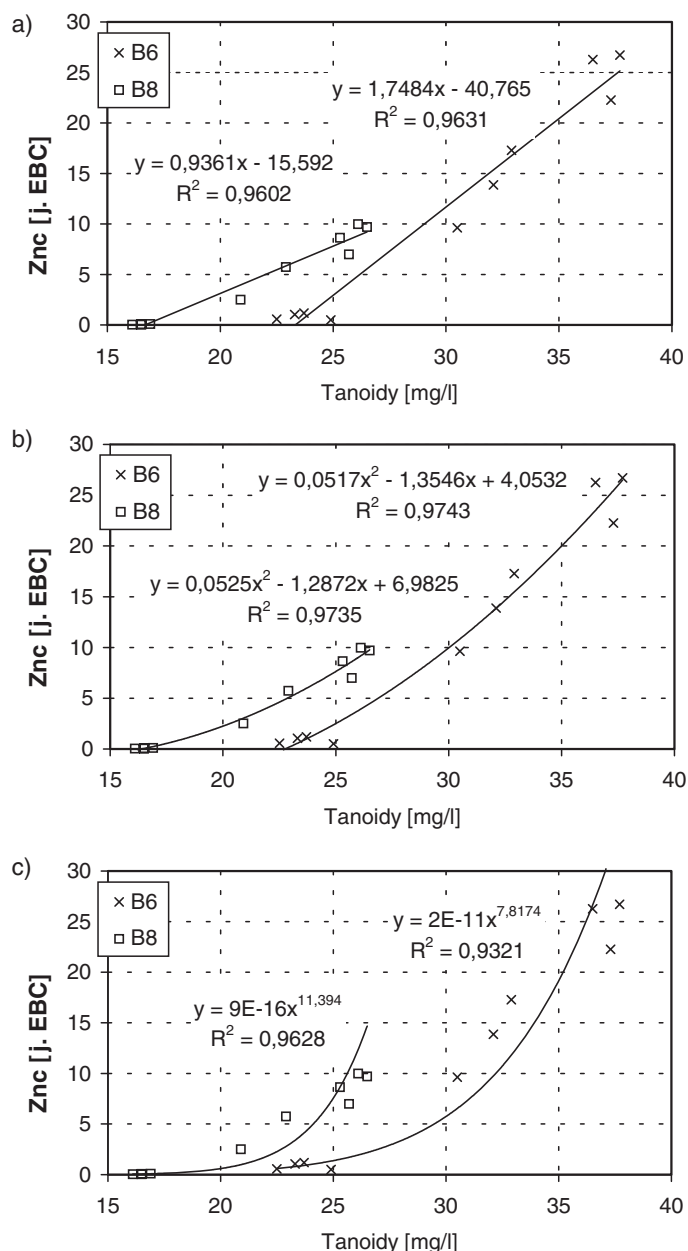 a)
30
25
20
15
10
5
0
Znc [j. EBC]
B6
B8
y = 1,7484x - 40,765
R² = 0,9631
y = 0,9361x - 15,592
R² = 0,9602
15 20 25 30 35 40
Tanoidy [mg/l]
b)
30
25
20
15
10
5
0
Znc [j. EBC]
B6
B8
y = 0,0517x² - 1,3546x + 4,0532
R² = 0,9743
y = 0,0525x² - 1,2872x + 6,9825
R² = 0,9735
15 20 25 30 35 40
Tanoidy [mg/l]
c)
30
25
20
15
10
5
0
Znc [j. EBC]
B6
B8
y = 2E-11x^7,8174
R² = 0,9321
y = 9E-16x^11,394
R² = 0,9628
15 20 25 30 35 40
Tanoidy [mg/l]